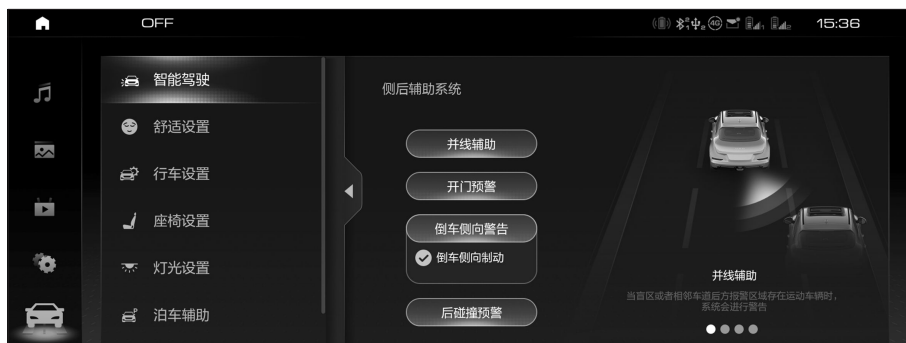 OFF
4G
15:36
智能驾驶
舒适设置
行车设置
座椅设置
灯光设置
泊车辅助
侧后辅助系统
并线辅助
开门预警
倒车侧向警告
倒车侧向制动
后碰撞预警
并线辅助
当盲区或者相邻车道后方报警区域存在运动车辆时，
系统会进行警告